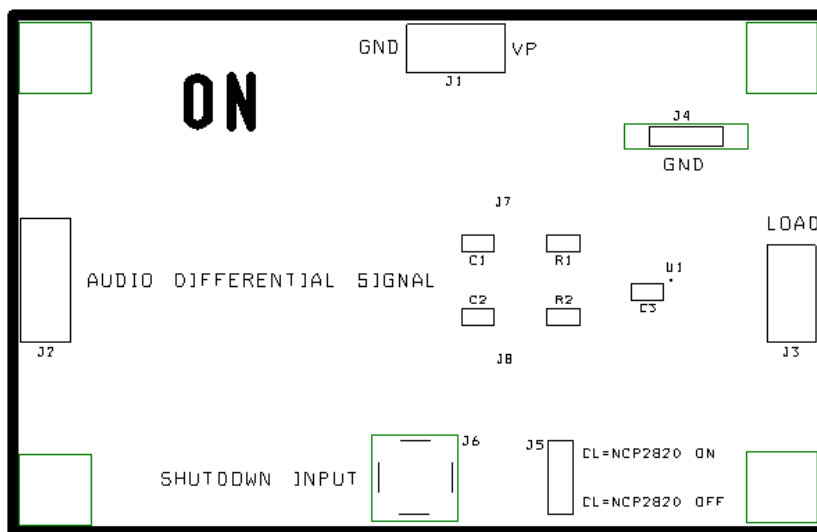 GND
VP
J1
ON
J4
GND
J7
LOAD
C1
R1
U1
AUDIO DIFFERENTIAL SIGNAL
C2
R2
C3
J2
J8
J3
J6
J5
CL=NCP2820 ON
SHUTDOWN INPUT
CL=NCP2820 OFF